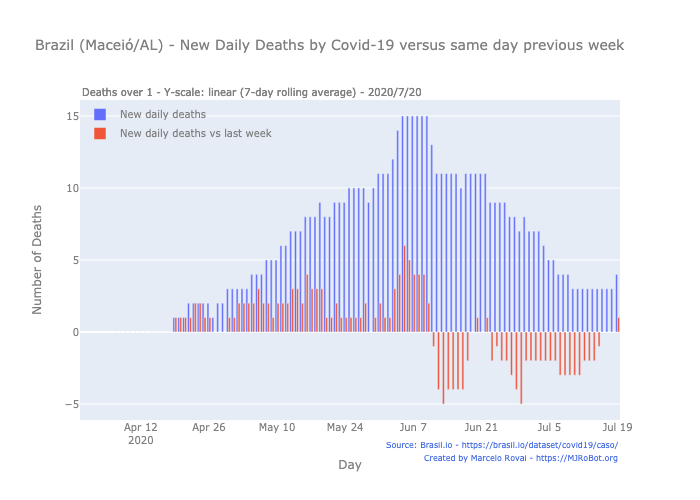 Brazil (Maceió/AL) - New Daily Deaths by Covid-19 versus same day previous week
Deaths over 1 - Y-scale: linear (7-day rolling average) - 2020/7/20
New daily deaths
New daily deaths vs last week
Number of Deaths
15
10
5
0
−5
Apr 12 Apr 26 May 10 May 24 Jun 7 Jun 21 Jul 5 Jul 19
2020
Day
Source: Brasil.io - https://brasil.io/dataset/covid19/caso/
Created by Marcelo Rovai - https://MJRoBot.org